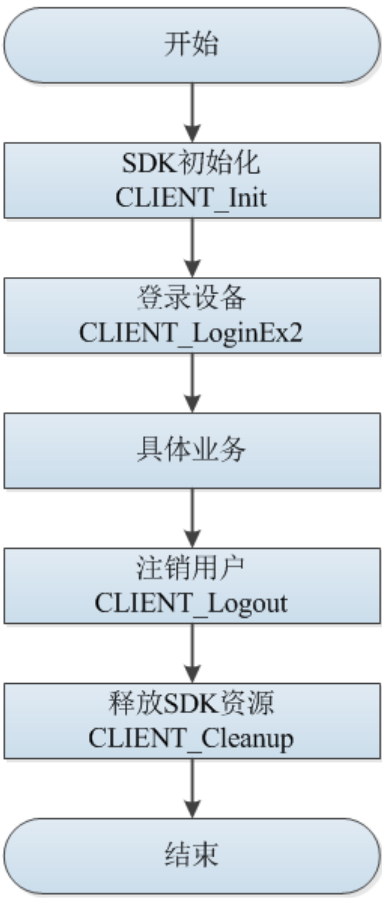 开始
SDK初始化
CLIENT_Init
登录设备
CLIENT_LoginEx2
具体业务
注销用户
CLIENT_Logout
释放SDK资源
CLIENT_Cleanup
结束